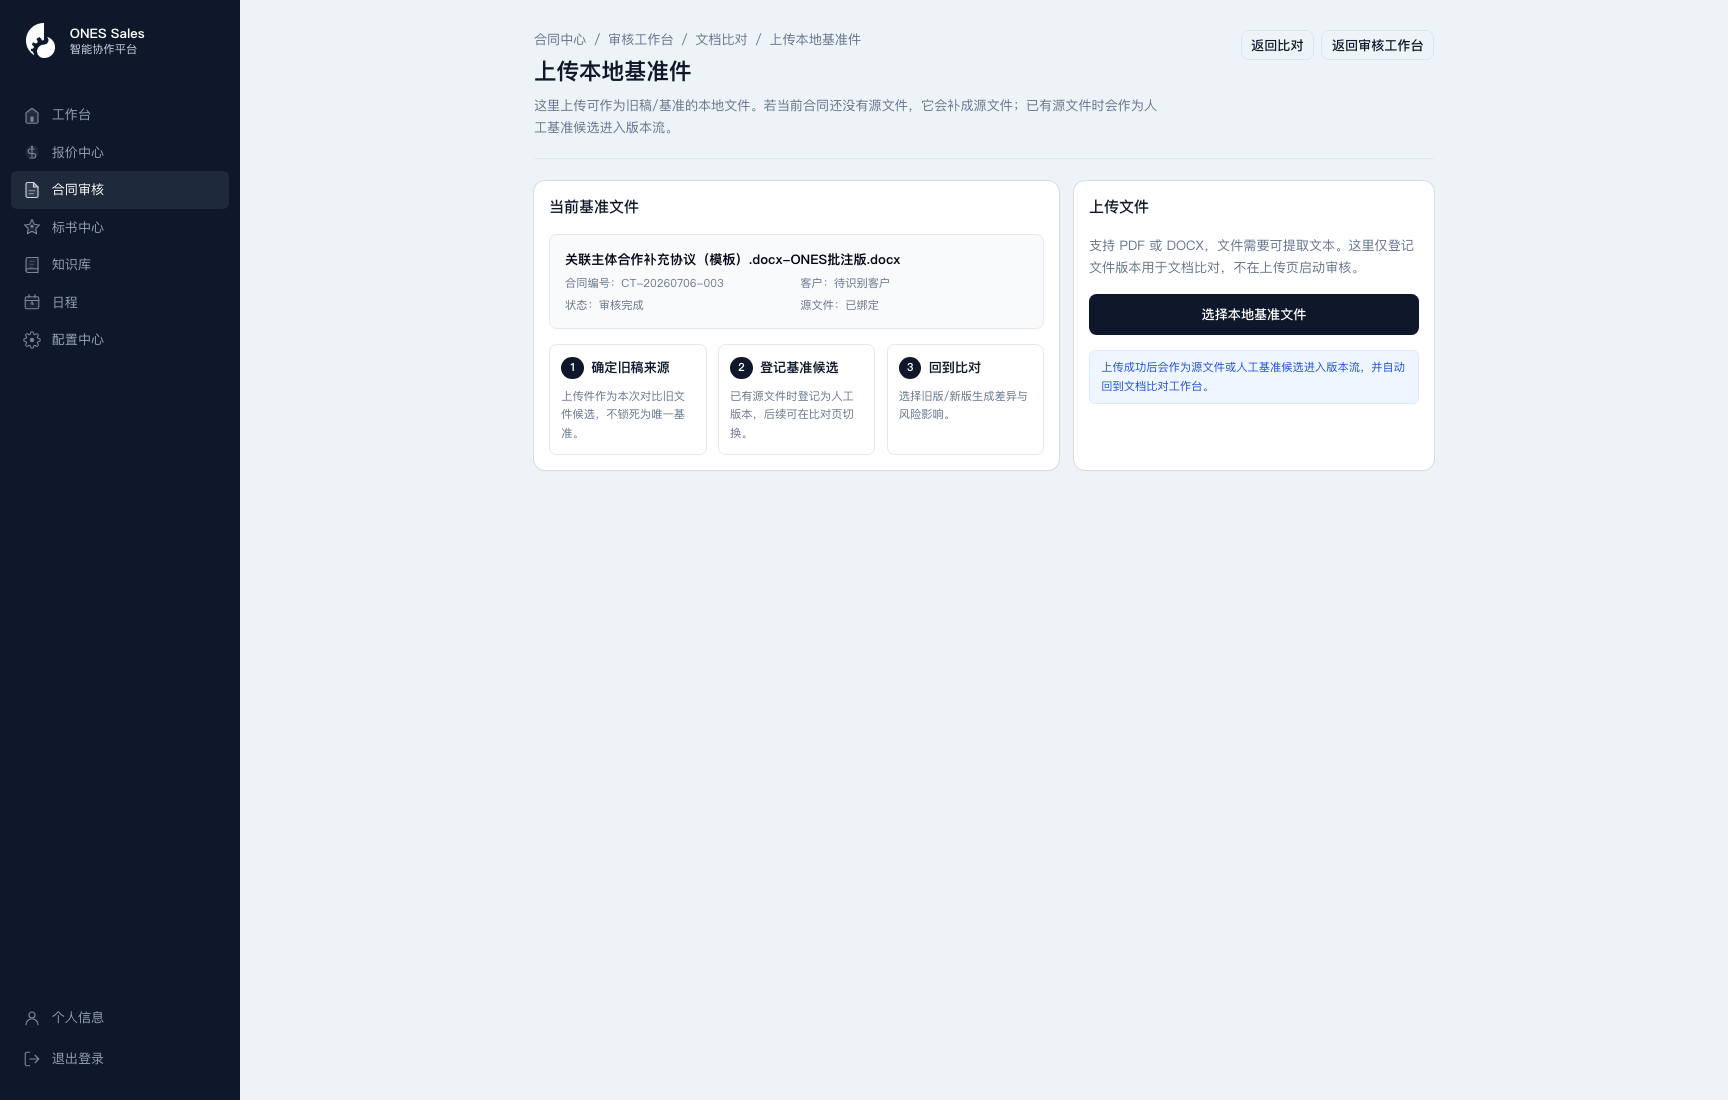 ONES Sales
智能协作平台
工作台
报价中心
合同审核
标书中心
知识库
日程
配置中心
个人信息
退出登录
合同中心 / 审核工作台 / 文档比对 / 上传本地基准件
上传本地基准件
这里上传可作为旧稿/基准的本地文件。若当前合同还没有源文件，它会补成源文件；已有源文件时会作为人
工基准候选进入版本流。
返回比对
返回审核工作台
当前基准文件
关联主体合作补充协议（模板）.docx-ONES批注版.docx
合同编号：CT-20260706-003
客户：待识别客户
状态：审核完成
源文件：已绑定
1 确定旧稿来源
上传件作为本次对比旧文
件候选，不锁死为唯一基
准。
2 登记基准候选
已有源文件时登记为人工
版本，后续可在比对页切
换。
3 回到比对
选择旧版/新版生成差异与
风险影响。
上传文件
支持 PDF 或 DOCX，文件需要可提取文本。这里仅登记
文件版本用于文档比对，不在上传页启动审核。
选择本地基准文件
上传成功后会作为源文件或人工基准候选进入版本流，并自动
回到文档比对工作台。